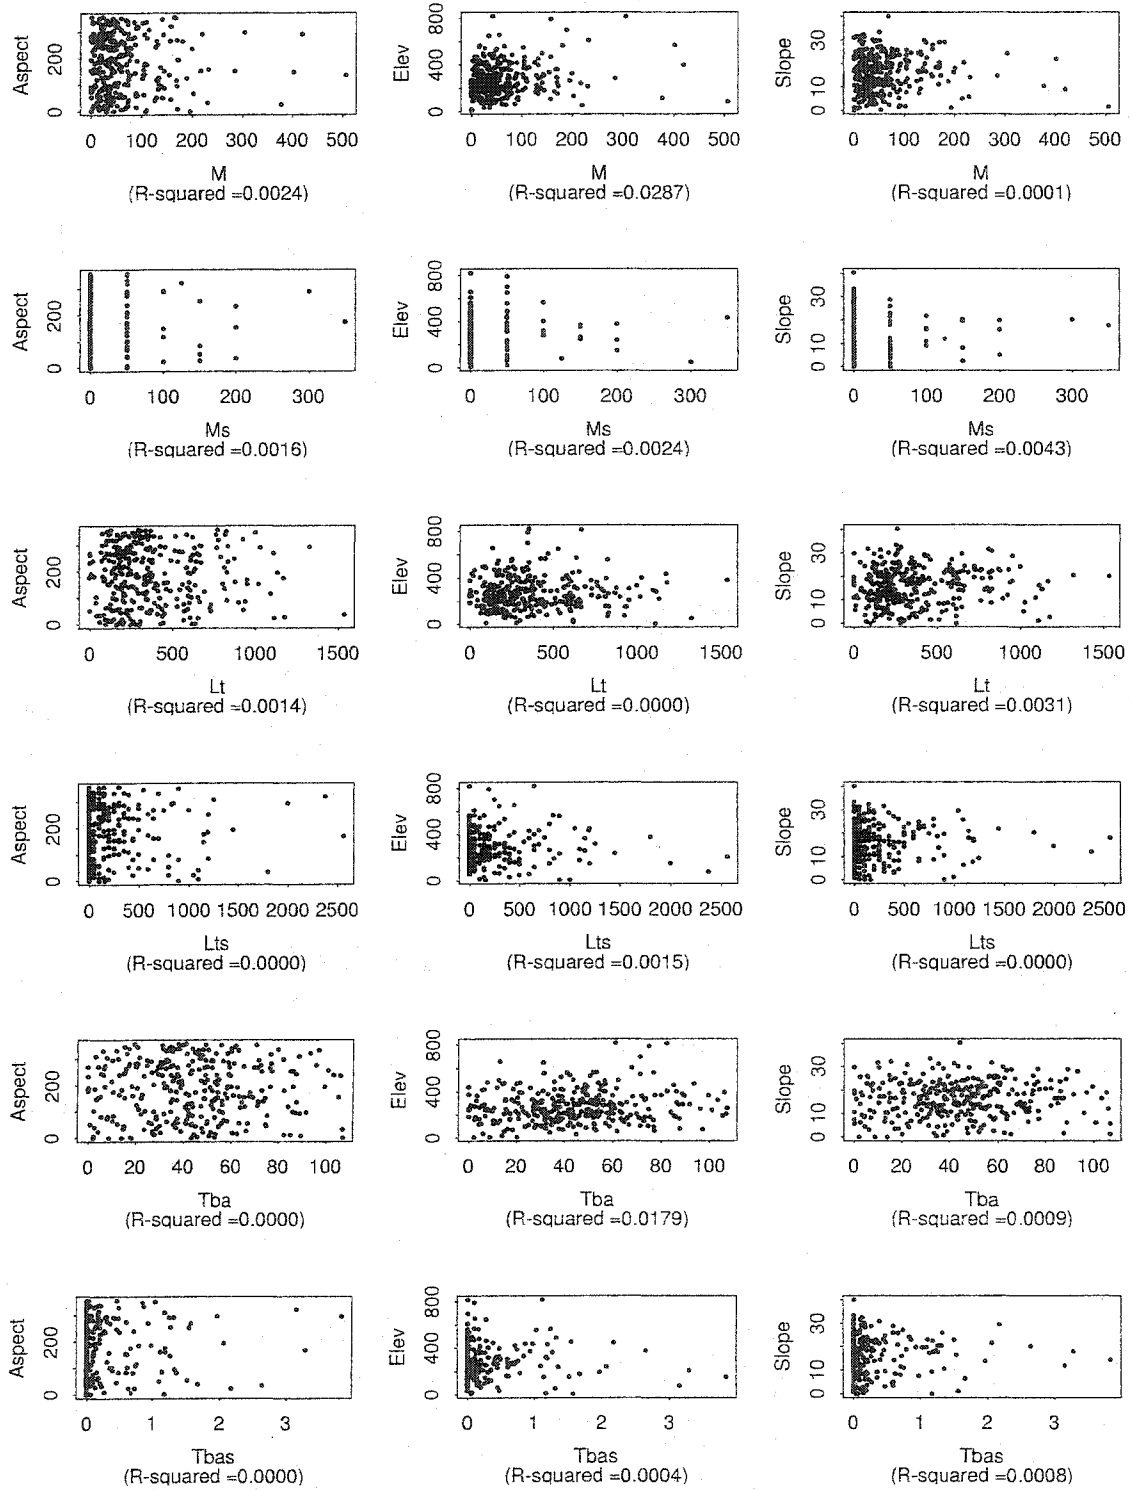 Aspect
200
0
0 100 200 300 400 500
M
(R-squared =0.0024)
Elev
800
400
0
0 100 200 300 400 500
M
(R-squared =0.0287)
Slope
30
10
0
0 100 200 300 400 500
M
(R-squared =0.0001)
Aspect
200
0
0 100 200 300
Ms
(R-squared =0.0016)
Elev
800
400
0
0 100 200 300
Ms
(R-squared =0.0024)
Slope
30
10
0
0 100 200 300
Ms
(R-squared =0.0043)
Aspect
200
0
0 500 1000 1500
Lt
(R-squared =0.0014)
Elev
800
400
0
0 500 1000 1500
Lt
(R-squared =0.0000)
Slope
30
10
0
0 500 1000 1500
Lt
(R-squared =0.0031)
Aspect
200
0
0 500 1000 1500 2000 2500
Lts
(R-squared =0.0000)
Elev
800
400
0
0 500 1000 1500 2000 2500
Lts
(R-squared =0.0015)
Slope
30
10
0
0 500 1000 1500 2000 2500
Lts
(R-squared =0.0000)
Aspect
200
0
0 20 40 60 80 100
Tba
(R-squared =0.0000)
Elev
800
400
0
0 20 40 60 80 100
Tba
(R-squared =0.0179)
Slope
30
10
0
0 20 40 60 80 100
Tba
(R-squared =0.0009)
Aspect
200
0
0 1 2 3
Tbas
(R-squared =0.0000)
Elev
800
400
0
0 1 2 3
Tbas
(R-squared =0.0004)
Slope
30
10
0
0 1 2 3
Tbas
(R-squared =0.0008)